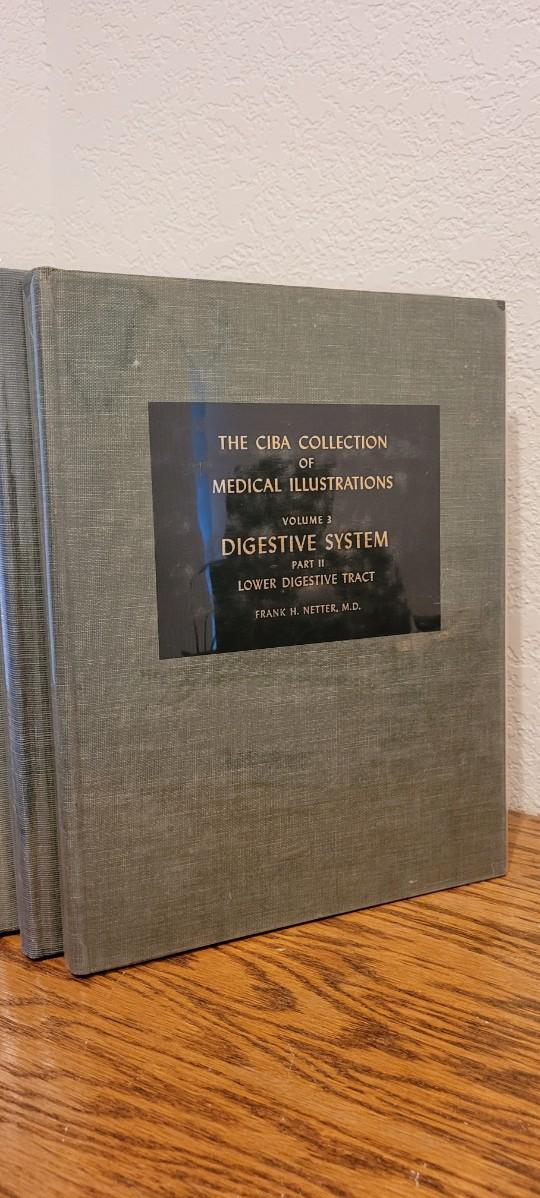 THE CIBA COLLECTION
OF
MEDICAL ILLUSTRATIONS
VOLUME 3
DIGESTIVE SYSTEM
PART II
LOWER DIGESTIVE TRACT
FRANK H. NETTER, M.D.